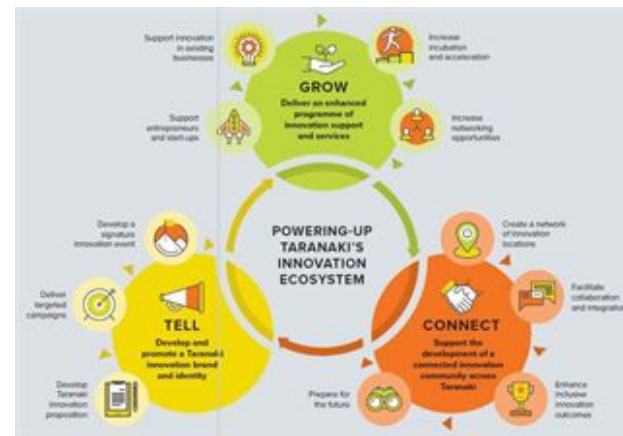 Support innovation
in existing
businesses
Increase
incubation
and acceleration
GROW
Deliver an enhanced
programme of
innovation support
and services
Support
entrepreneurs
and start-ups
Increase
networking
opportunities
POWERING-UP
TARANAKI'S
INNOVATION
ECOSYSTEM
Develop a
signature
innovation event
Deliver
targeted
campaigns
Develop
Taranaki
innovation
proposition
TELL
Develop and
promote a Taranaki
innovation brand
and identity
Create a network
of innovation
locations
Facilitate
collaboration
and integration
CONNECT
Support the
development of a
connected innovation
community across
Taranaki
Prepare for
the future
Enhance
inclusive
innovation
outcomes